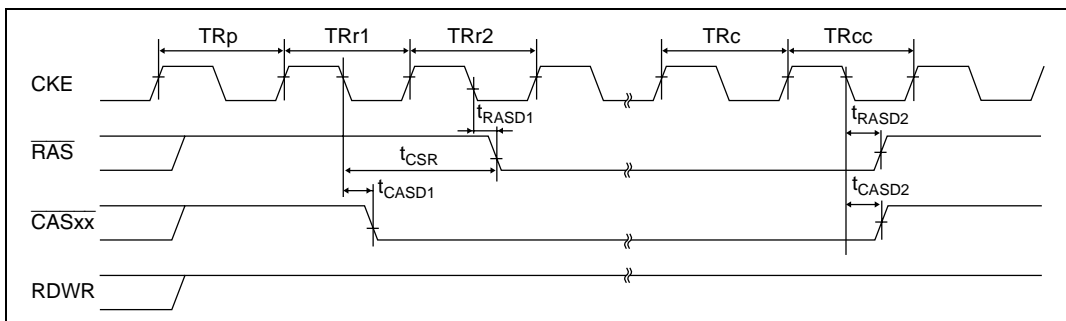 TRp TRr1 TRr2 TRc TRcc
CKE
tRASD1 tRASD2
RAS
tCSR
tCASD1 tCASD2
CASxx
RDWR